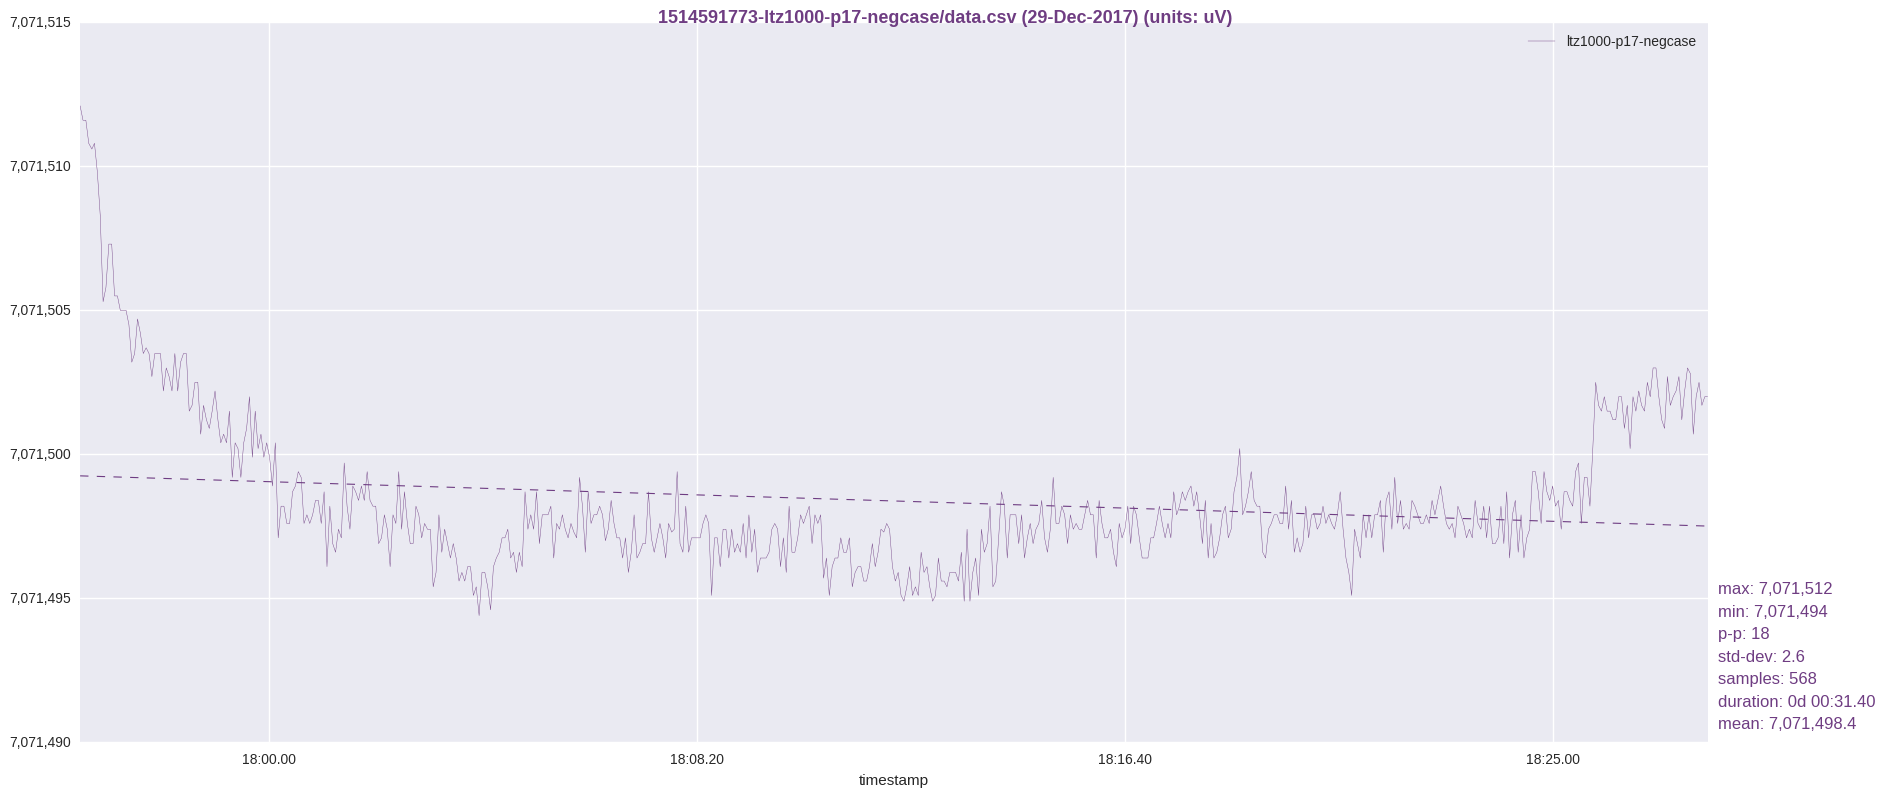 1514591773-ltz1000-p17-negcase/data.csv (29-Dec-2017) (units: uV)
ltz1000-p17-negcase
7,071,515
7,071,510
7,071,505
7,071,500
7,071,495
7,071,490
18:00.00
18:08.20
18:16.40
18:25.00
timestamp
max: 7,071,512
min: 7,071,494
p-p: 18
std-dev: 2.6
samples: 568
duration: 0d 00:31.40
mean: 7,071,498.4